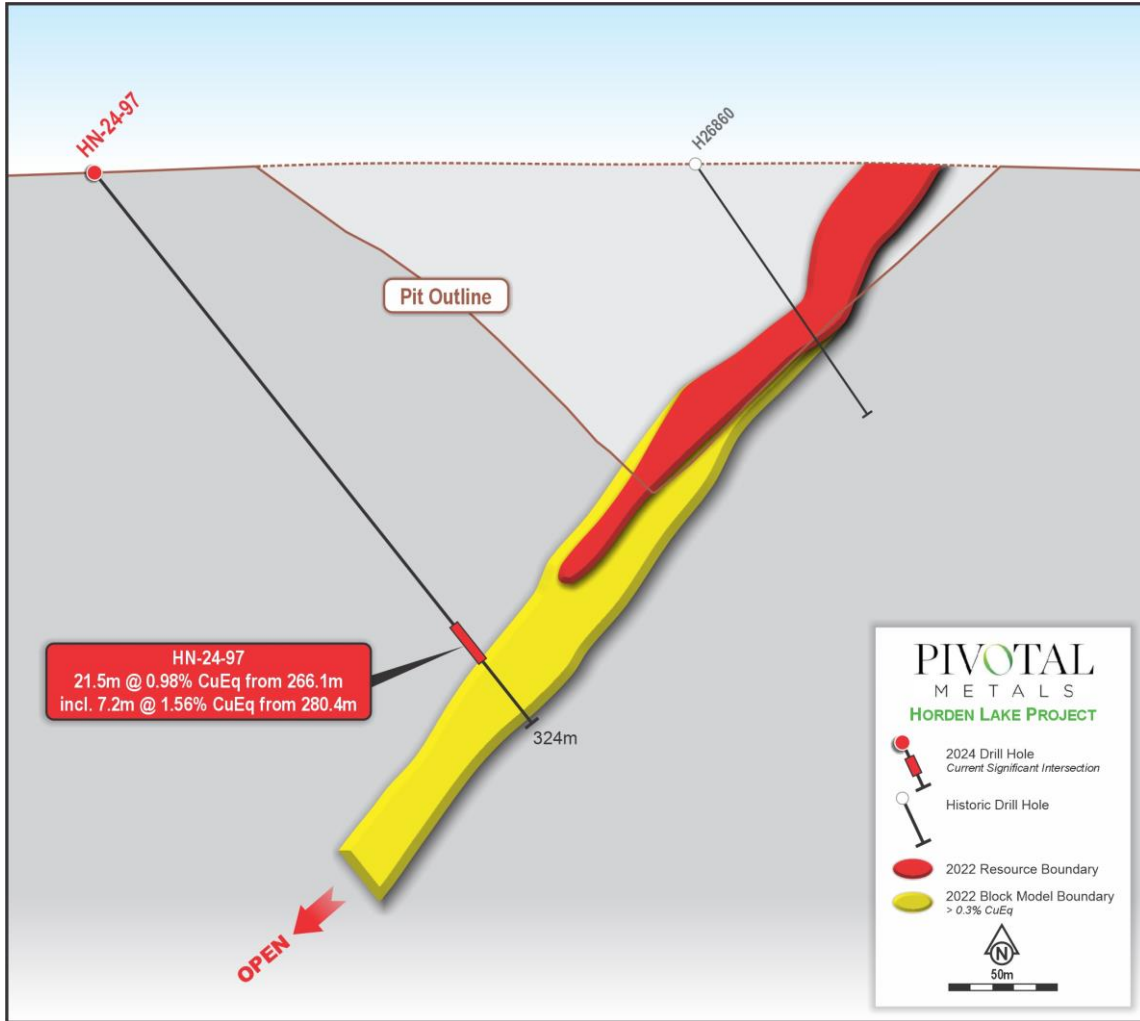 HN-24-97
H26860
Pit Outline
HN-24-97
21.5m @ 0.98% CuEq from 266.1m
incl. 7.2m @ 1.56% CuEq from 280.4m
324m
OPEN
PIVOTAL
METALS
HORDEN LAKE PROJECT
2024 Drill Hole
Current Significant Intersection
Historic Drill Hole
2022 Resource Boundary
2022 Block Model Boundary
> 0.3% CuEq
N
50m